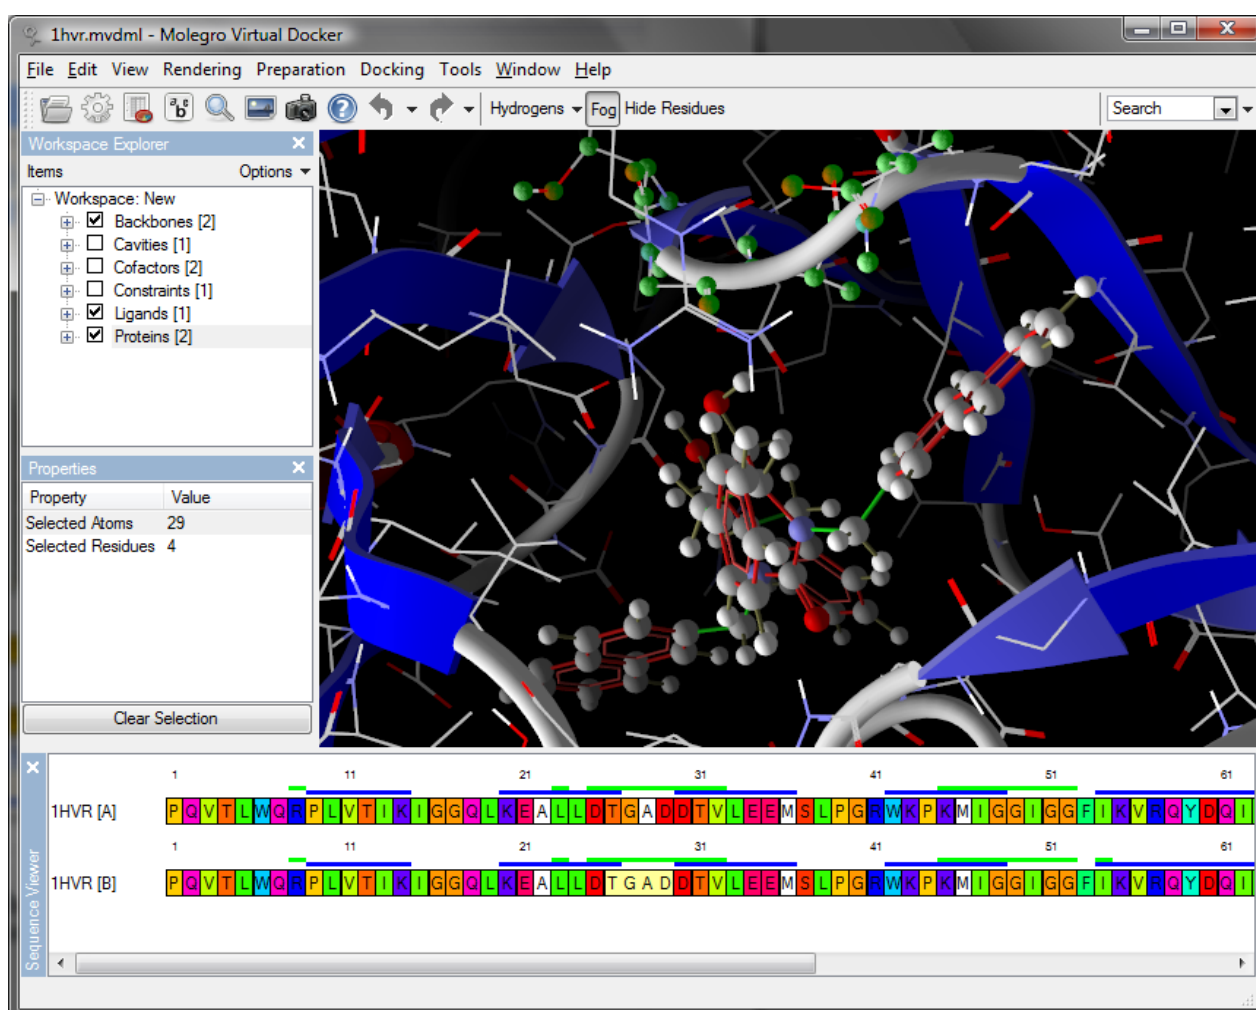 1hvr.mvdml - Molegro Virtual Docker
File Edit View Rendering Preparation Docking Tools Window Help
Hydrogens Fog Hide Residues Search
Workspace Explorer
Items Options
Workspace: New
Backbones [2]
Cavities [1]
Cofactors [2]
Constraints [1]
Ligands [1]
Proteins [2]
Properties
Property Value
Selected Atoms 29
Selected Residues 4
Clear Selection
Sequence Viewer
1 11 21 31 41 51 61
1HVR [A] PQVTLWQRPLVTIKIGGQLKEALLDTGADDTVLEEMSLPGRWKPKMIGGIGGFIKVRQYDQI
1 11 21 31 41 51 61
1HVR [B] PQVTLWQRPLVTIKIGGQLKEALLDTGADDTVLEEMSLPGRWKPKMIGGIGGFIKVRQYDQI